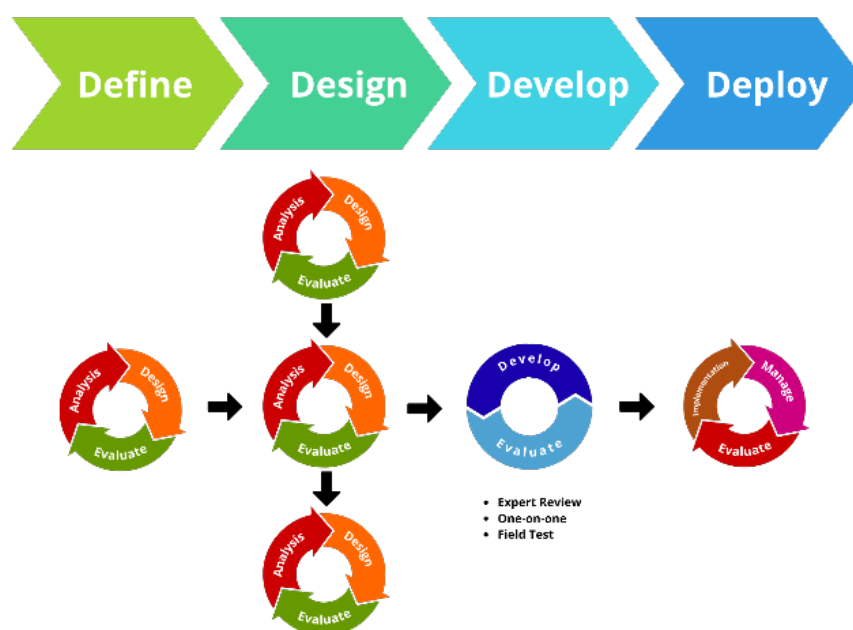 Define
Design
Develop
Deploy
Analysis
Design
Evaluate
Analysis
Design
Evaluate
Analysis
Design
Evaluate
Develop
Evaluate
Implementation
Manage
Evaluate
• Expert Review
• One-on-one
• Field Test
Analysis
Design
Evaluate